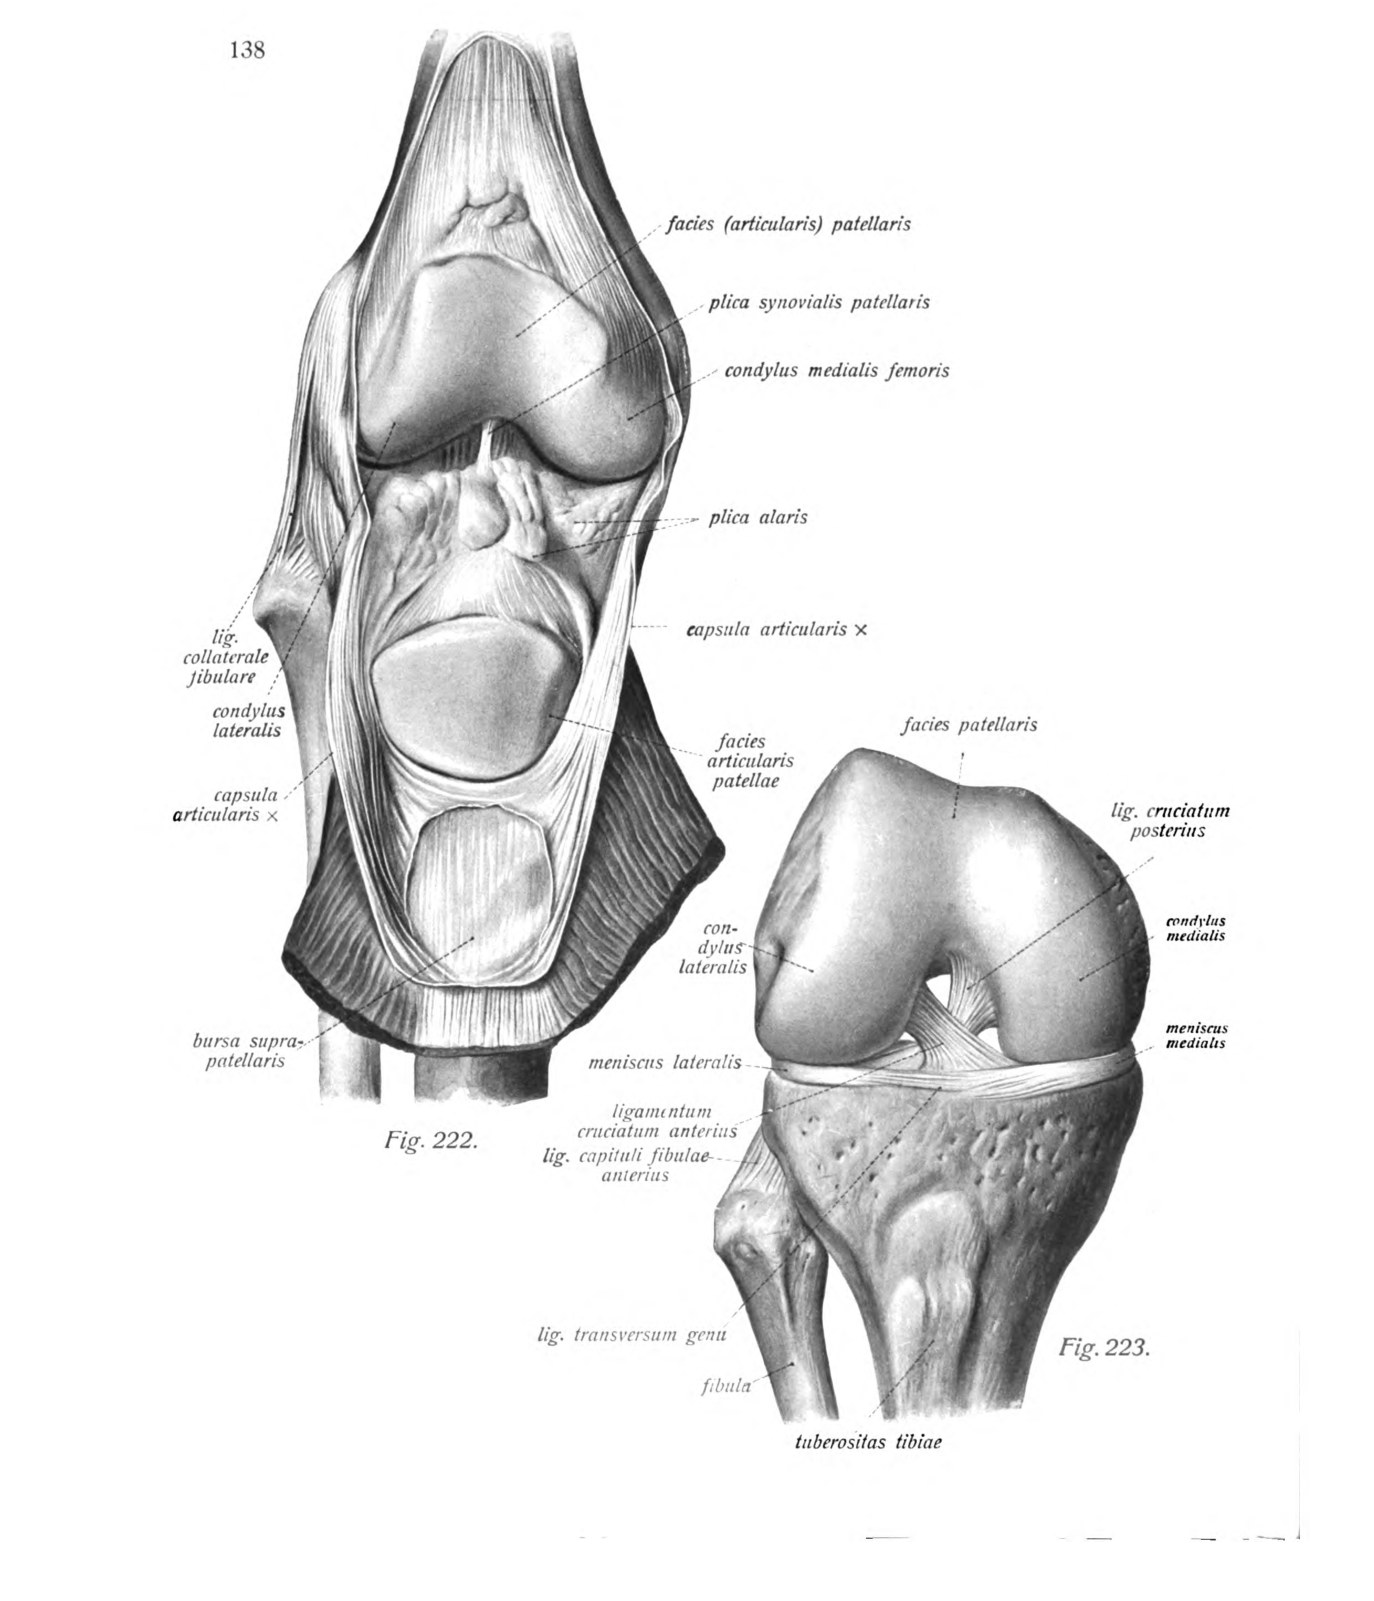 138
facies (articularis) patellaris
plica synovialis patellaris
condylus medialis femoris
plica alaris
capsula articularis ×
lig.
collaterale
fibulare
condylus
lateralis
capsula
articularis ×
facies
articularis
patellae
bursa supra-
patellaris
Fig. 222.
facies patellaris
lig. cruciatum
posterius
condylus
medialis
con-
dylus
lateralis
meniscus
medialis
meniscus lateralis
ligamentum
cruciatum anterius
lig. capituli fibulae
anterius
lig. transversum genu
fibula
tuberositas tibiae
Fig. 223.